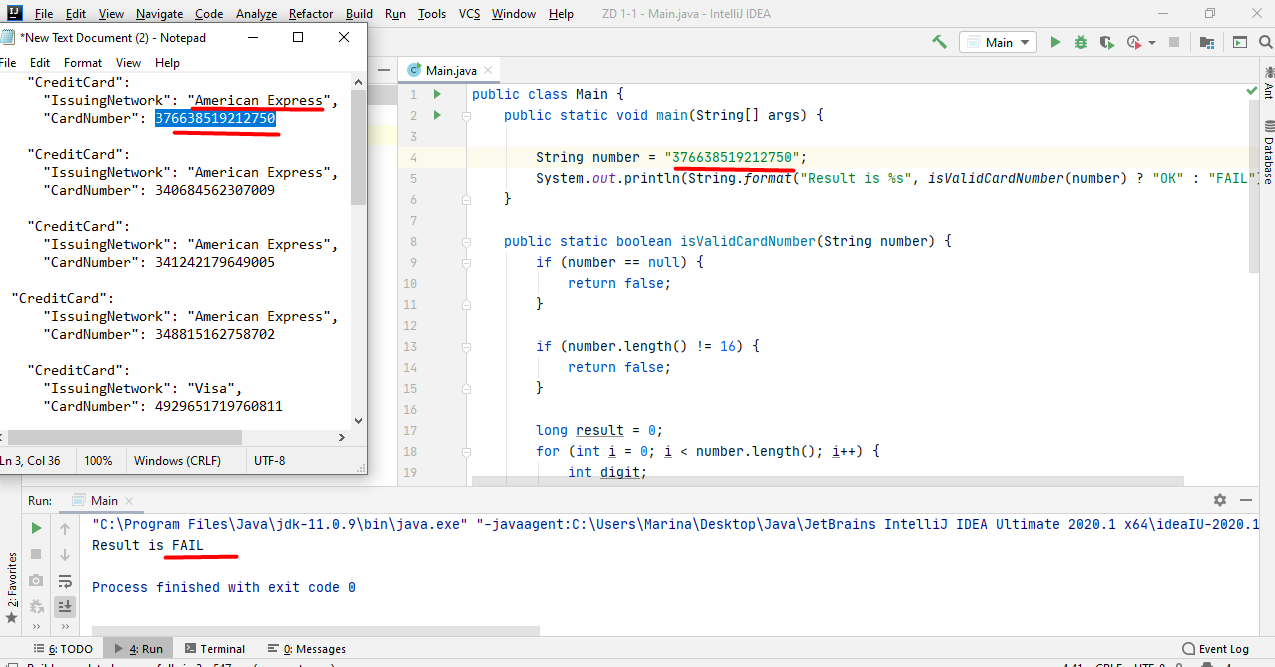 File Edit View Navigate Code Analyze Refactor Build Run Tools VCS Window Help ZD 1-1 - Main.java - IntelliJ IDEA
*New Text Document (2) - Notepad
File Edit Format View Help
"CreditCard":
"IssuingNetwork": "American Express",
"CardNumber": 376638519212750
"CreditCard":
"IssuingNetwork": "American Express",
"CardNumber": 340684562307009
"CreditCard":
"IssuingNetwork": "American Express",
"CardNumber": 341242179649005
"CreditCard":
"IssuingNetwork": "American Express",
"CardNumber": 348815162758702
"CreditCard":
"IssuingNetwork": "Visa",
"CardNumber": 4929651719760811
Ln 3, Col 36 100% Windows (CRLF) UTF-8
Main
Main.java
1 public class Main {
2 public static void main(String[] args) {
3
4 String number = "376638519212750";
5 System.out.println(String.format("Result is %s", isValidCardNumber(number) ? "OK" : "FAIL")
6 }
7
8 public static boolean isValidCardNumber(String number) {
9 if (number == null) {
10 return false;
11 }
12
13 if (number.length() != 16) {
14 return false;
15 }
16
17 long result = 0;
18 for (int i = 0; i < number.length(); i++) {
19 int digit;
Ant
Database
Run: Main
"C:\Program Files\Java\jdk-11.0.9\bin\java.exe" "-javaagent:C:\Users\Marina\Desktop\Java\JetBrains IntelliJ IDEA Ultimate 2020.1 x64\ideaIU-2020.1
Result is FAIL
Process finished with exit code 0
2: Favorites
6: TODO 4: Run Terminal 0: Messages Event Log